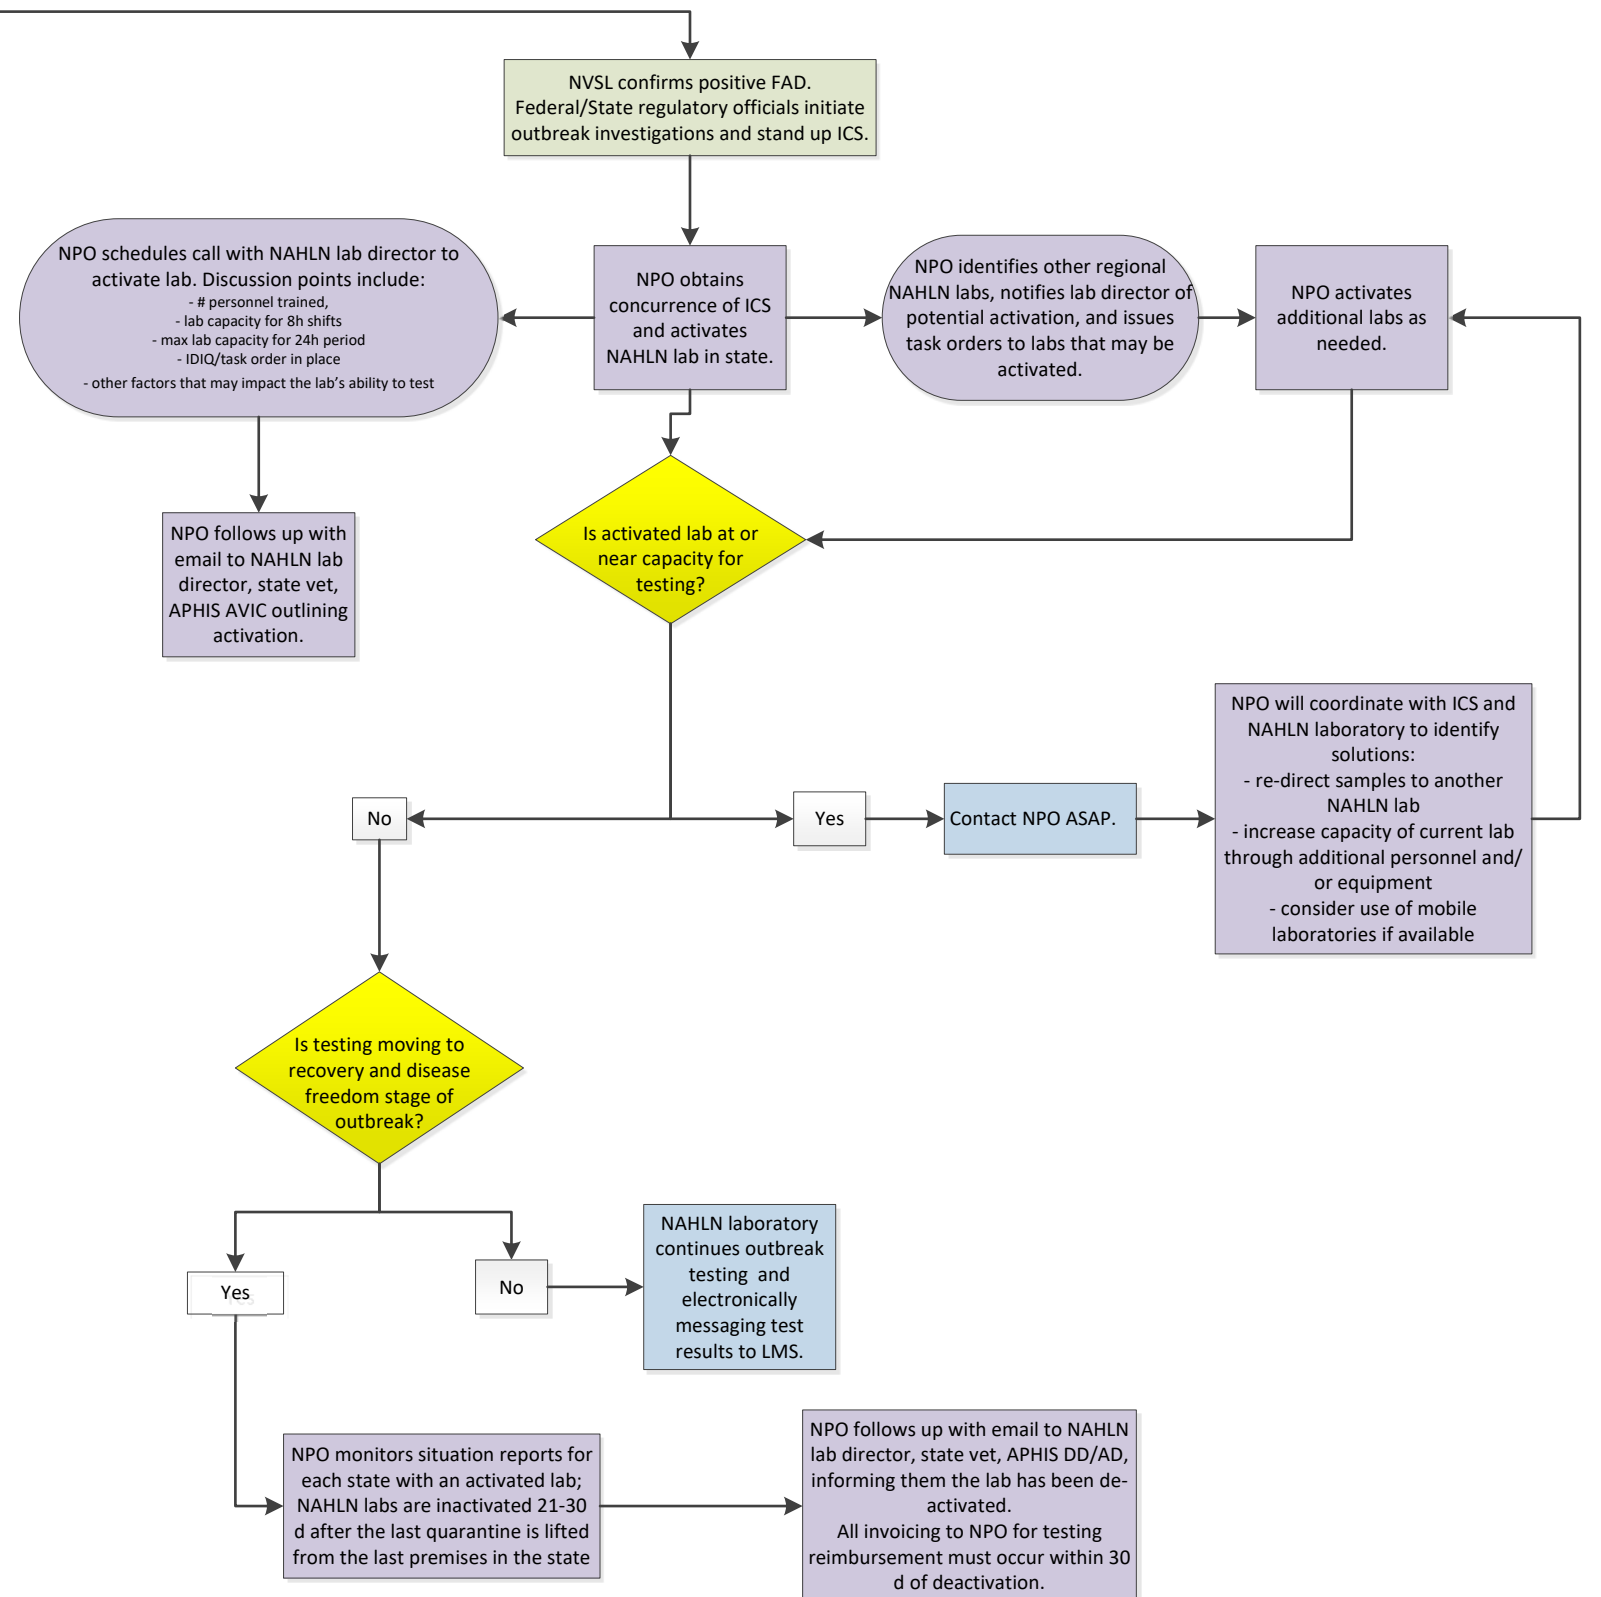 NVSL confirms positive FAD.
Federal/State regulatory officials initiate
outbreak investigations and stand up ICS.
NPO schedules call with NAHLN lab director to
activate lab. Discussion points include:
- # personnel trained,
- lab capacity for 8h shifts
- max lab capacity for 24h period
- IDIQ/task order in place
- other factors that may impact the lab's ability to test
NPO obtains
concurrence of ICS
and activates
NAHLN lab in state.
NPO identifies other regional
NAHLN labs, notifies lab director of
potential activation, and issues
task orders to labs that may be
activated.
NPO activates
additional labs as
needed.
NPO follows up with
email to NAHLN lab
director, state vet,
APHIS AVIC outlining
activation.
Is activated lab at or
near capacity for
testing?
No
Yes
Contact NPO ASAP.
NPO will coordinate with ICS and
NAHLN laboratory to identify
solutions:
- re-direct samples to another
NAHLN lab
- increase capacity of current lab
through additional personnel and/
or equipment
- consider use of mobile
laboratories if available
Is testing moving to
recovery and disease
freedom stage of
outbreak?
Yes
No
NAHLN laboratory
continues outbreak
testing and
electronically
messaging test
results to LMS.
NPO monitors situation reports for
each state with an activated lab;
NAHLN labs are inactivated 21-30
d after the last quarantine is lifted
from the last premises in the state
NPO follows up with email to NAHLN
lab director, state vet, APHIS DD/AD,
informing them the lab has been de-
activated.
All invoicing to NPO for testing
reimbursement must occur within 30
d of deactivation.